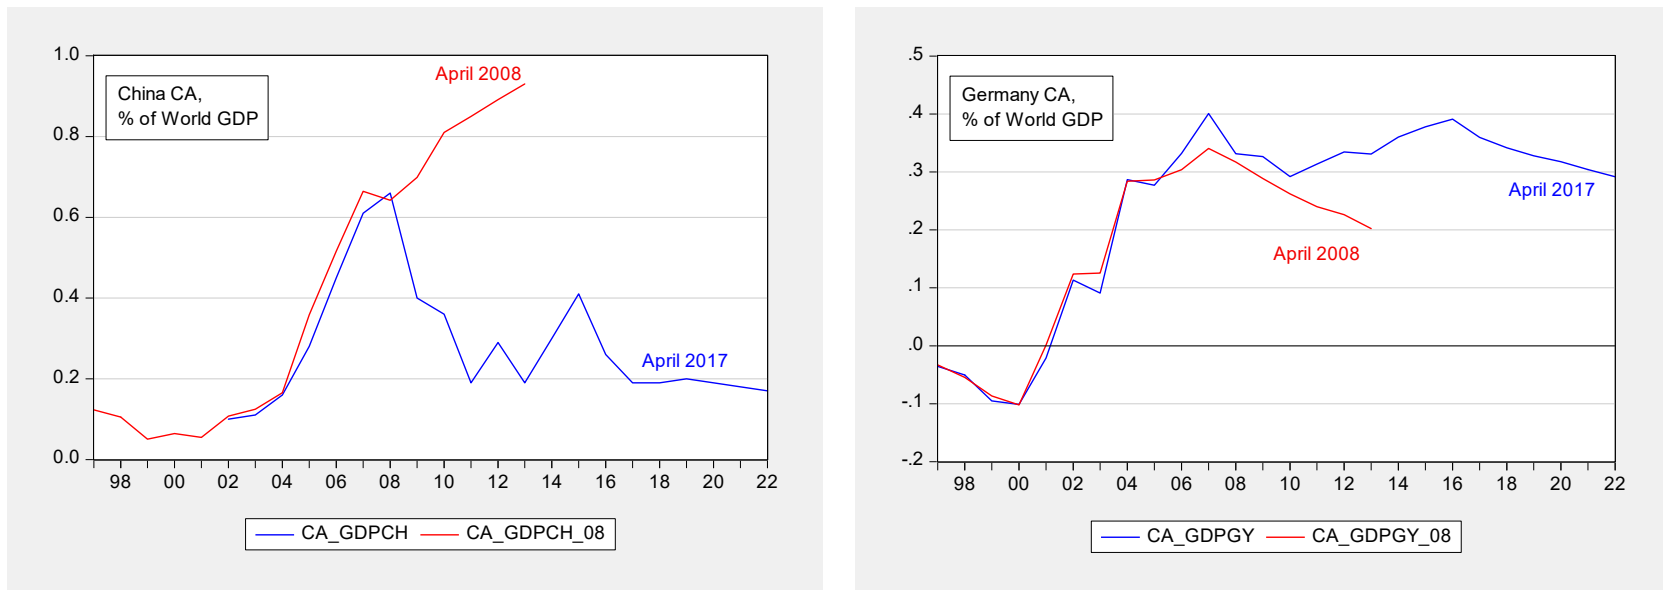 1.0
0.8
0.6
0.4
0.2
0.0
China CA,
% of World GDP
April 2008
April 2017
98 00 02 04 06 08 10 12 14 16 18 20 22
CA_GDPCH CA_GDPCH_08
.5
.4
.3
.2
.1
.0
-.1
-.2
Germany CA,
% of World GDP
April 2017
April 2008
98 00 02 04 06 08 10 12 14 16 18 20 22
CA_GDPGY CA_GDPGY_08